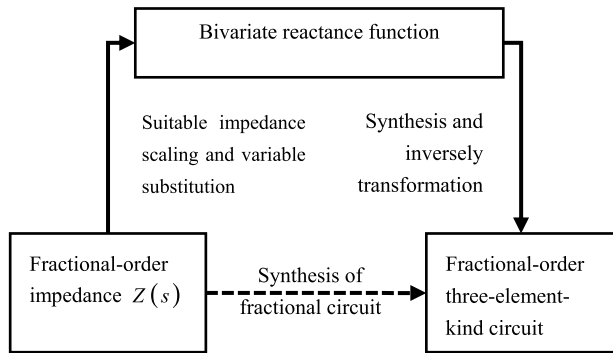 Bivariate reactance function
Suitable impedance
scaling and variable
substitution
Synthesis and
inversely
transformation
Fractional-order
impedance Z(s)
Synthesis of
fractional circuit
Fractional-order
three-element-
kind circuit